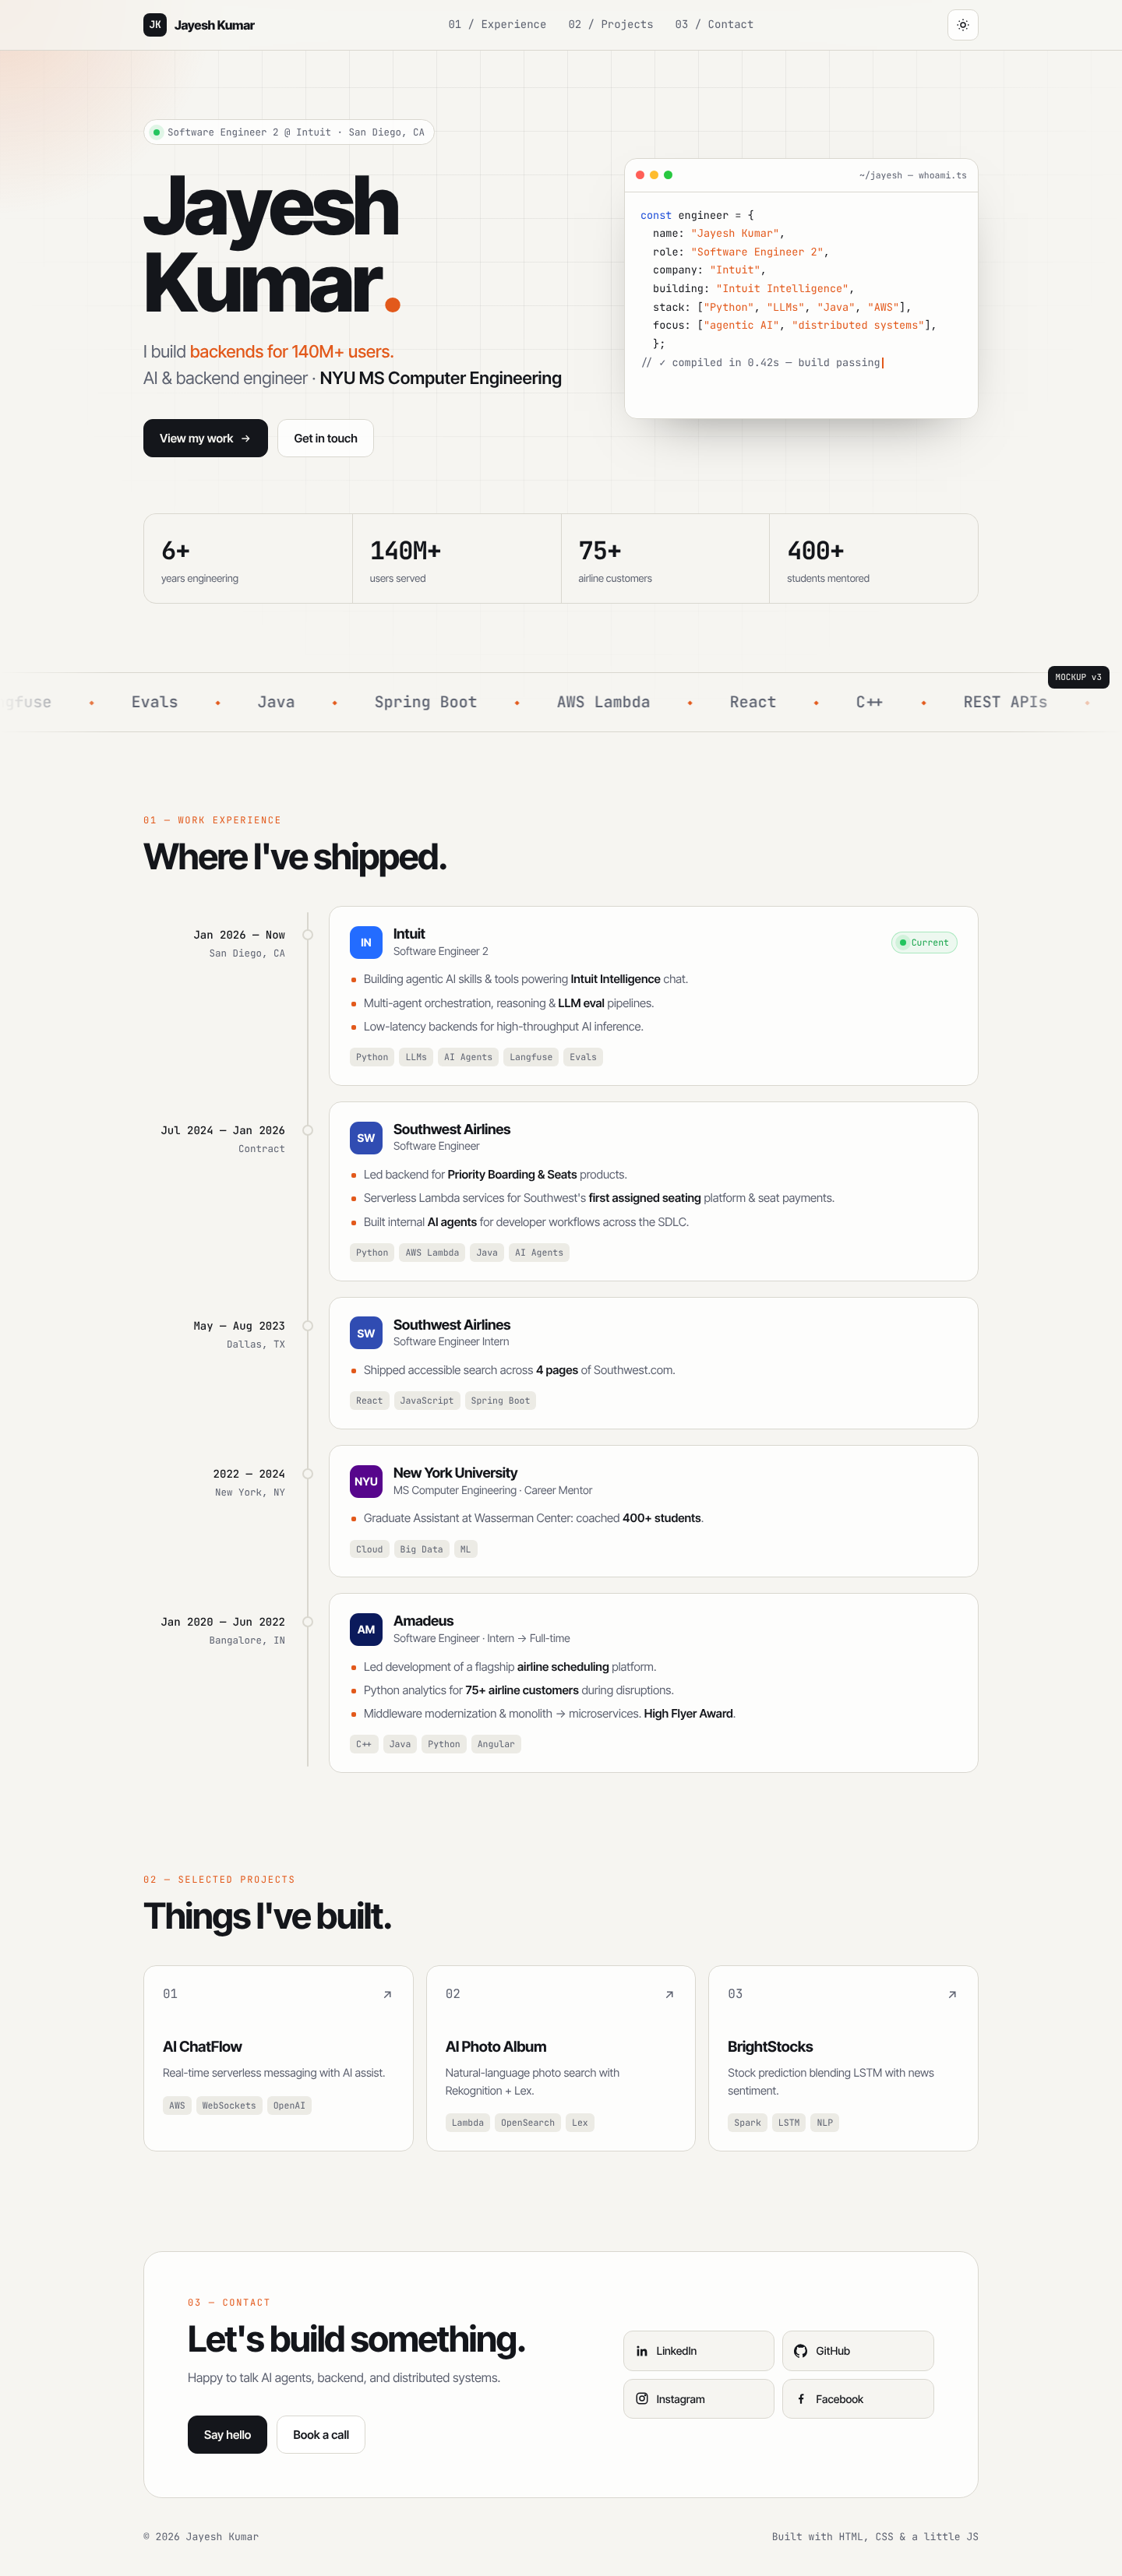 JK Jayesh Kumar
01 / Experience 02 / Projects 03 / Contact
Software Engineer 2 @ Intuit · San Diego, CA
Jayesh
Kumar.
I build backends for 140M+ users.
AI & backend engineer · NYU MS Computer Engineering
View my work →
Get in touch
~/jayesh — whoami.ts
const engineer = {
name: "Jayesh Kumar",
role: "Software Engineer 2",
company: "Intuit",
building: "Intuit Intelligence",
stack: ["Python", "LLMs", "Java", "AWS"],
focus: ["agentic AI", "distributed systems"],
};
// ✓ compiled in 0.42s — build passing
6+
years engineering
140M+
users served
75+
airline customers
400+
students mentored
MOCKUP v3
gfuse Evals Java Spring Boot AWS Lambda React C++ REST APIs
01 — WORK EXPERIENCE
Where I've shipped.
Jan 2026 — Now
San Diego, CA
IN
Intuit
Software Engineer 2
Current
Building agentic AI skills & tools powering Intuit Intelligence chat.
Multi-agent orchestration, reasoning & LLM eval pipelines.
Low-latency backends for high-throughput AI inference.
Python LLMs AI Agents Langfuse Evals
Jul 2024 — Jan 2026
Contract
SW
Southwest Airlines
Software Engineer
Led backend for Priority Boarding & Seats products.
Serverless Lambda services for Southwest's first assigned seating platform & seat payments.
Built internal AI agents for developer workflows across the SDLC.
Python AWS Lambda Java AI Agents
May — Aug 2023
Dallas, TX
SW
Southwest Airlines
Software Engineer Intern
Shipped accessible search across 4 pages of Southwest.com.
React JavaScript Spring Boot
2022 — 2024
New York, NY
NYU
New York University
MS Computer Engineering · Career Mentor
Graduate Assistant at Wasserman Center: coached 400+ students.
Cloud Big Data ML
Jan 2020 — Jun 2022
Bangalore, IN
AM
Amadeus
Software Engineer · Intern → Full-time
Led development of a flagship airline scheduling platform.
Python analytics for 75+ airline customers during disruptions.
Middleware modernization & monolith → microservices. High Flyer Award.
C++ Java Python Angular
02 — SELECTED PROJECTS
Things I've built.
01 ↗
AI ChatFlow
Real-time serverless messaging with AI assist.
AWS WebSockets OpenAI
02 ↗
AI Photo Album
Natural-language photo search with
Rekognition + Lex.
Lambda OpenSearch Lex
03 ↗
BrightStocks
Stock prediction blending LSTM with news
sentiment.
Spark LSTM NLP
03 — CONTACT
Let's build something.
Happy to talk AI agents, backend, and distributed systems.
Say hello
Book a call
LinkedIn
GitHub
Instagram
Facebook
© 2026 Jayesh Kumar
Built with HTML, CSS & a little JS